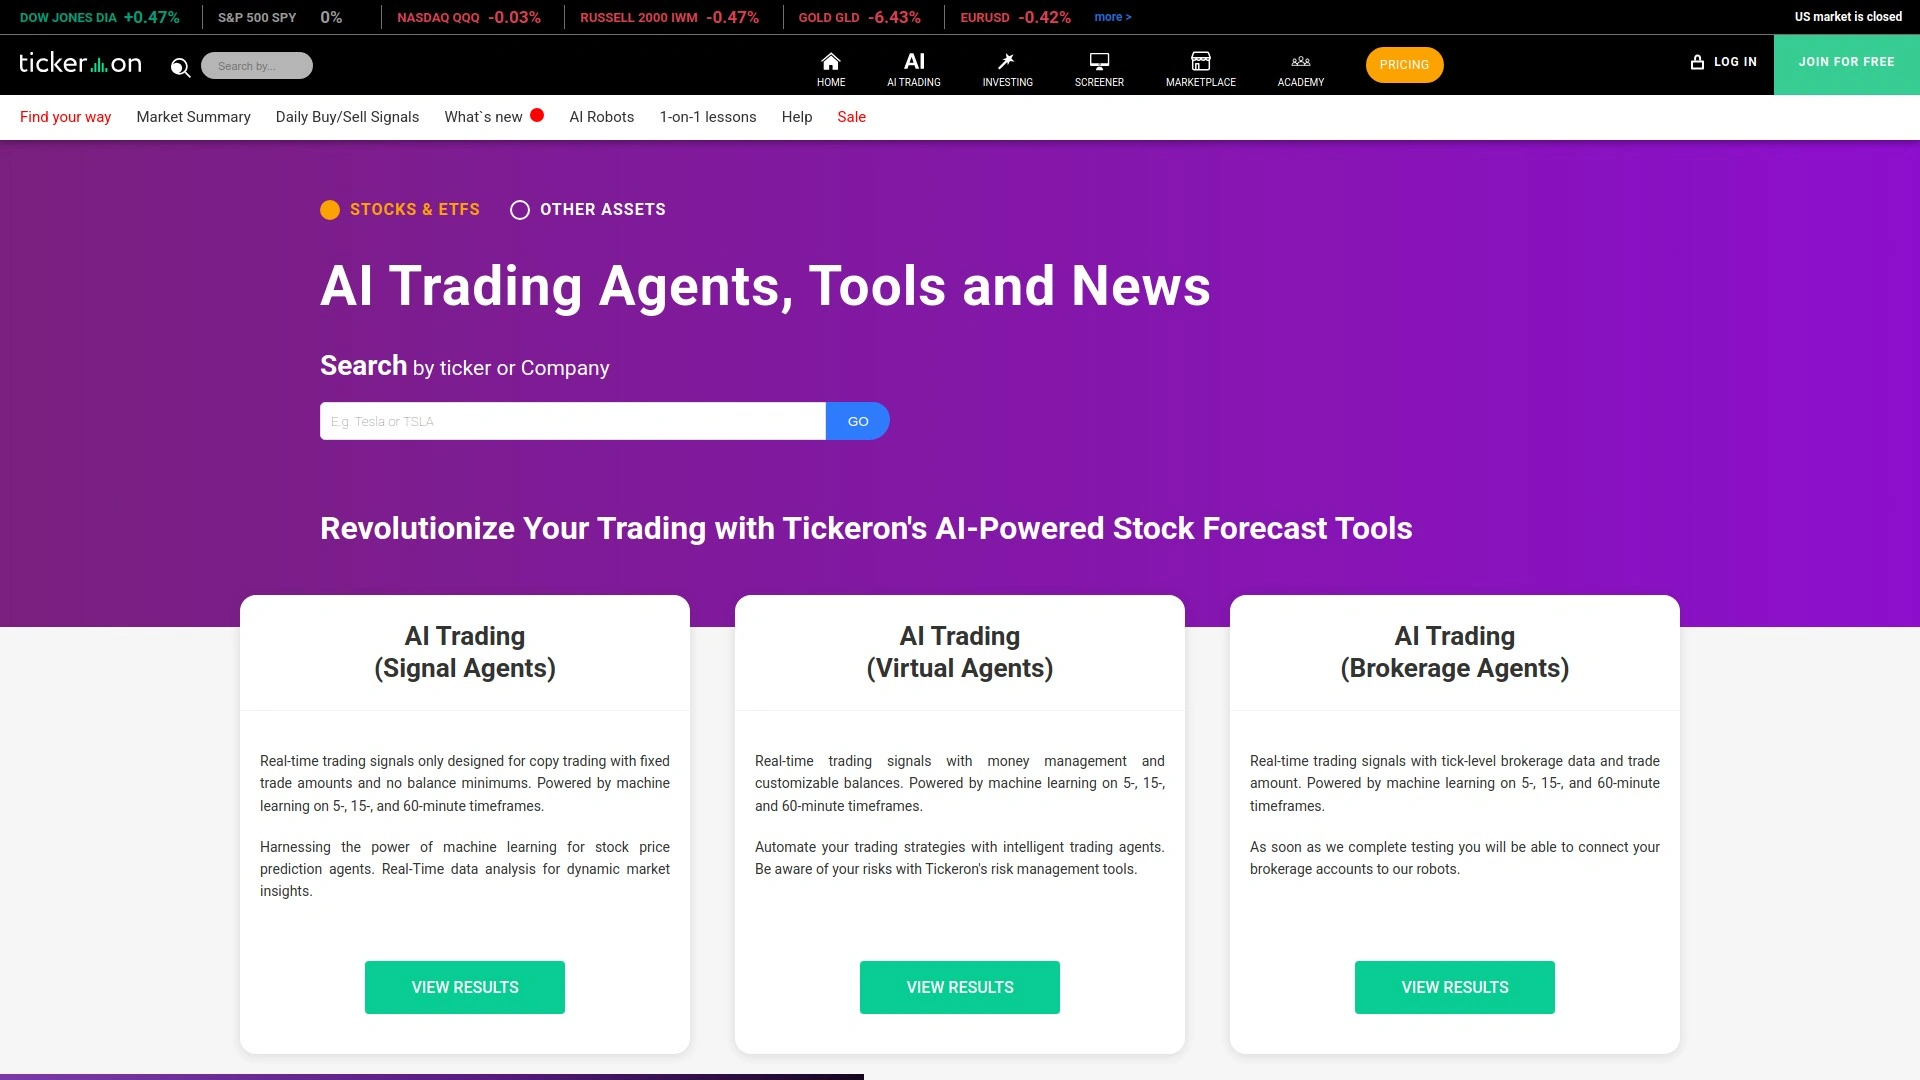 DOW JONES DIA +0.47% S&P 500 SPY 0% NASDAQ QQQ -0.03% RUSSELL 2000 IWM -0.47% GOLD GLD -6.43% EURUSD -0.42% more > US market is closed
tickeron Search by... HOME AI AI TRADING INVESTING SCREENER MARKETPLACE ACADEMY PRICING LOG IN JOIN FOR FREE
Find your way Market Summary Daily Buy/Sell Signals What`s new AI Robots 1-on-1 lessons Help Sale
STOCKS & ETFS OTHER ASSETS
AI Trading Agents, Tools and News
Search by ticker or Company
E.g. Tesla or TSLA GO
Revolutionize Your Trading with Tickeron's AI-Powered Stock Forecast Tools
AI Trading
(Signal Agents)
Real-time trading signals only designed for copy trading with fixed
trade amounts and no balance minimums. Powered by machine
learning on 5-, 15-, and 60-minute timeframes.
Harnessing the power of machine learning for stock price
prediction agents. Real-Time data analysis for dynamic market
insights.
VIEW RESULTS
AI Trading
(Virtual Agents)
Real-time trading signals with money management and
customizable balances. Powered by machine learning on 5-, 15-,
and 60-minute timeframes.
Automate your trading strategies with intelligent trading agents.
Be aware of your risks with Tickeron's risk management tools.
VIEW RESULTS
AI Trading
(Brokerage Agents)
Real-time trading signals with tick-level brokerage data and trade
amount. Powered by machine learning on 5-, 15-, and 60-minute
timeframes.
As soon as we complete testing you will be able to connect your
brokerage accounts to our robots.
VIEW RESULTS